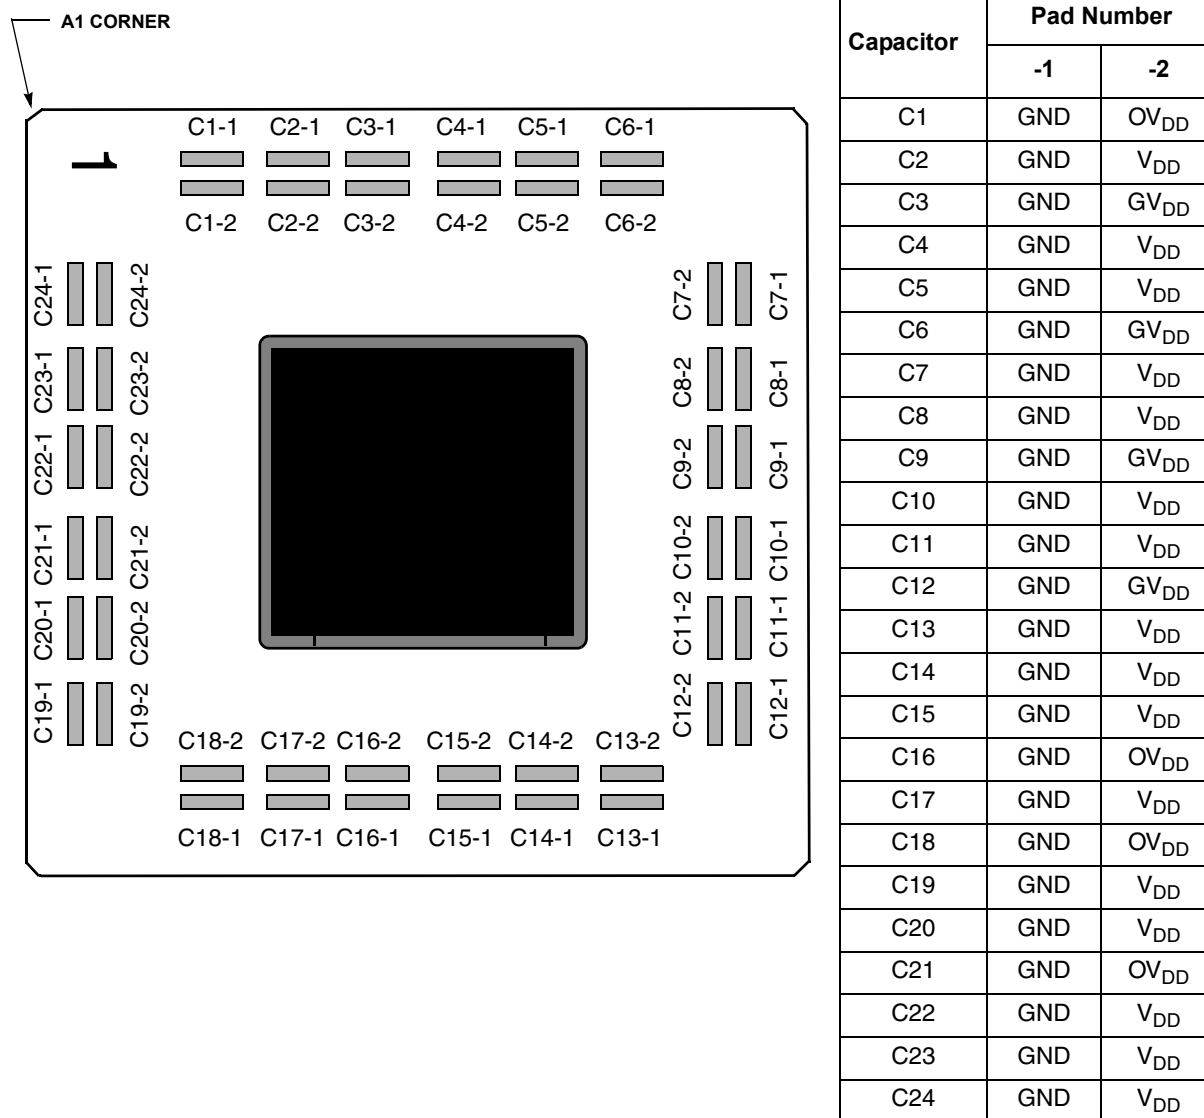 A1 CORNER
1
C1-1 C2-1 C3-1 C4-1 C5-1 C6-1
C1-2 C2-2 C3-2 C4-2 C5-2 C6-2
C24-1 C24-2 C7-2 C7-1
C23-1 C23-2 C8-2 C8-1
C22-1 C22-2 C9-2 C9-1
C21-1 C21-2 C10-2 C10-1
C20-1 C20-2 C11-2 C11-1
C19-1 C19-2 C12-2 C12-1
C18-2 C17-2 C16-2 C15-2 C14-2 C13-2
C18-1 C17-1 C16-1 C15-1 C14-1 C13-1
Capacitor Pad Number
-1 -2
C1 GND OVDD
C2 GND VDD
C3 GND GVDD
C4 GND VDD
C5 GND VDD
C6 GND GVDD
C7 GND VDD
C8 GND VDD
C9 GND GVDD
C10 GND VDD
C11 GND VDD
C12 GND GVDD
C13 GND VDD
C14 GND VDD
C15 GND VDD
C16 GND OVDD
C17 GND VDD
C18 GND OVDD
C19 GND VDD
C20 GND VDD
C21 GND OVDD
C22 GND VDD
C23 GND VDD
C24 GND VDD